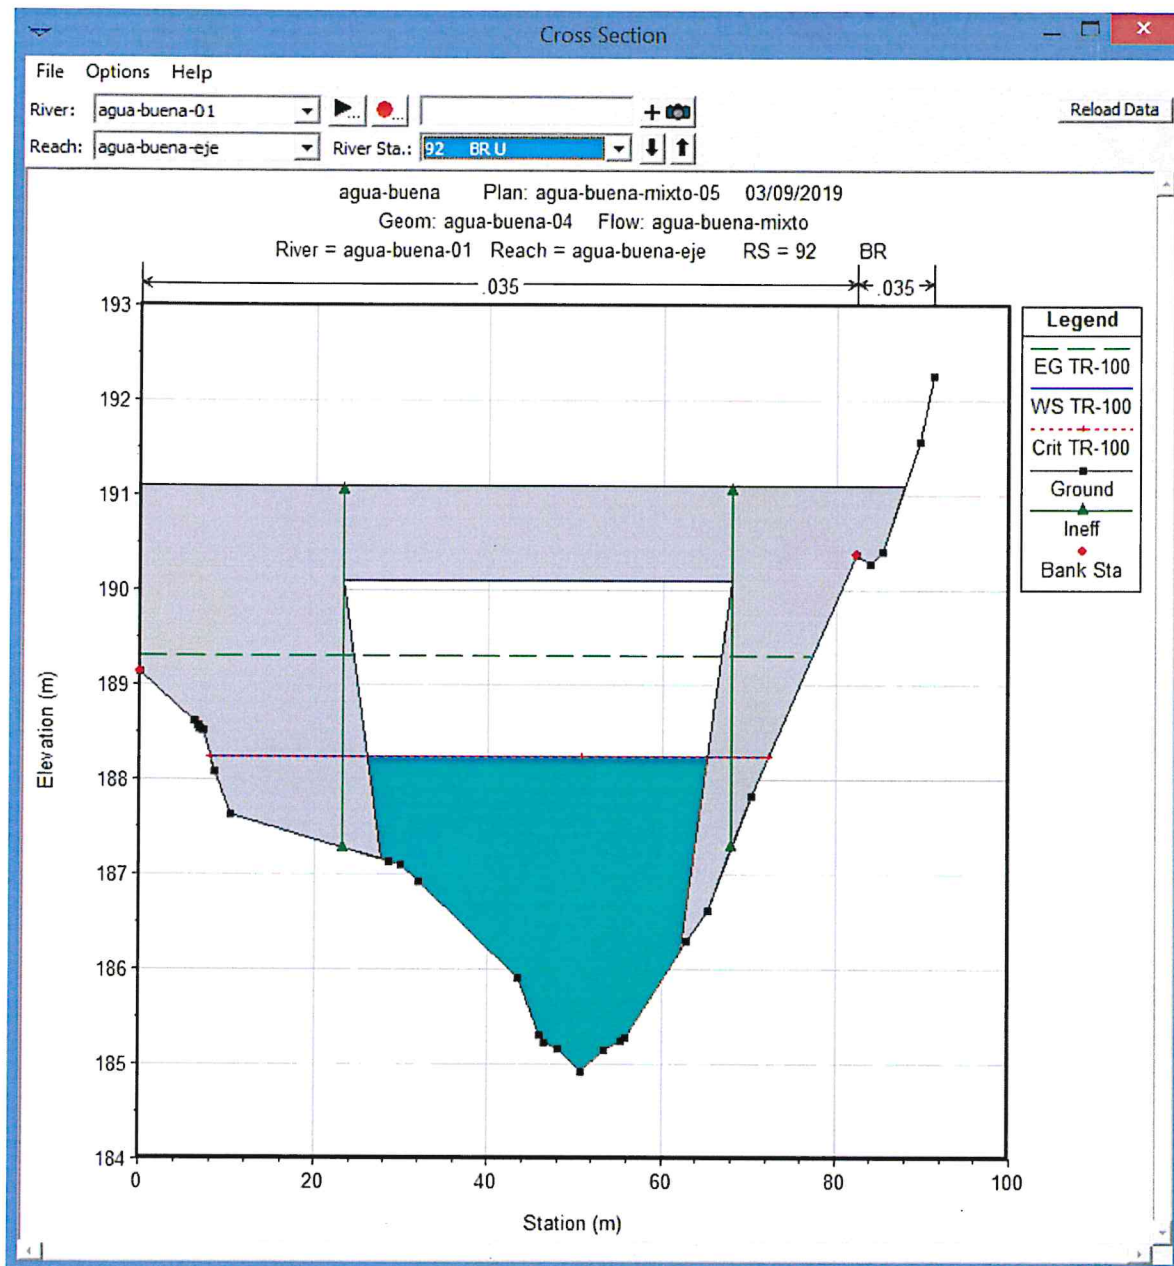 Cross Section
File Options Help
River: agua-buena-01 ... ... Reload Data
Reach: agua-buena-eje River Sta.: 92 BR U
agua-buena Plan: agua-buena-mixto-05 03/09/2019
Geom: agua-buena-04 Flow: agua-buena-mixto
River = agua-buena-01 Reach = agua-buena-eje RS = 92 BR
.035 .035
193
192
191
190
189
188
187
186
185
184
Elevation (m)
0 20 40 60 80 100
Station (m)
Legend
EG TR-100
WS TR-100
Crit TR-100
Ground
Ineff
Bank Sta